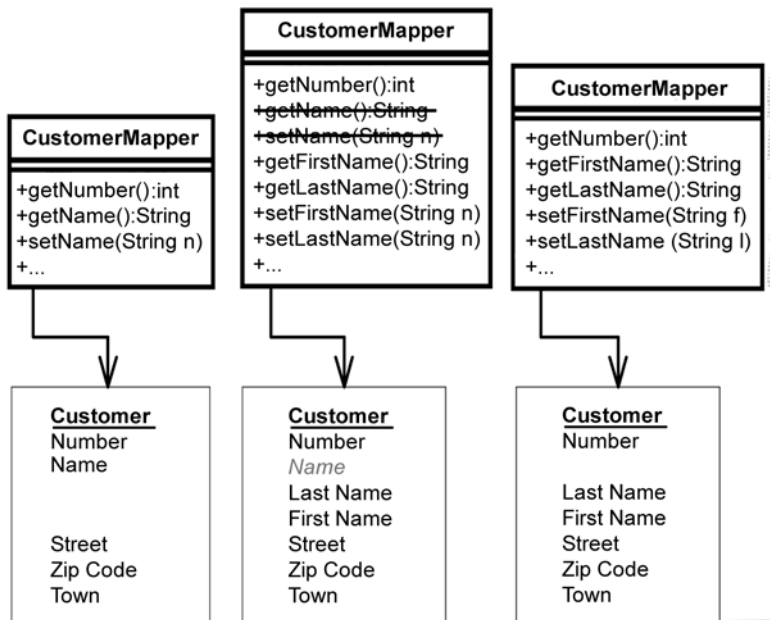 CustomerMapper
+getNumber():int
+getName():String
+setName(String n)
+...
Customer
Number
Name
Street
Zip Code
Town
CustomerMapper
+getNumber():int
+getName():String
+setName(String n)
+getFirstName():String
+getLastName():String
+setFirstName(String n)
+setLastName(String n)
+...
Customer
Number
Name
Last Name
First Name
Street
Zip Code
Town
CustomerMapper
+getNumber():int
+getFirstName():String
+getLastName():String
+setFirstName(String f)
+setLastName (String l)
+...
Customer
Number
Last Name
First Name
Street
Zip Code
Town